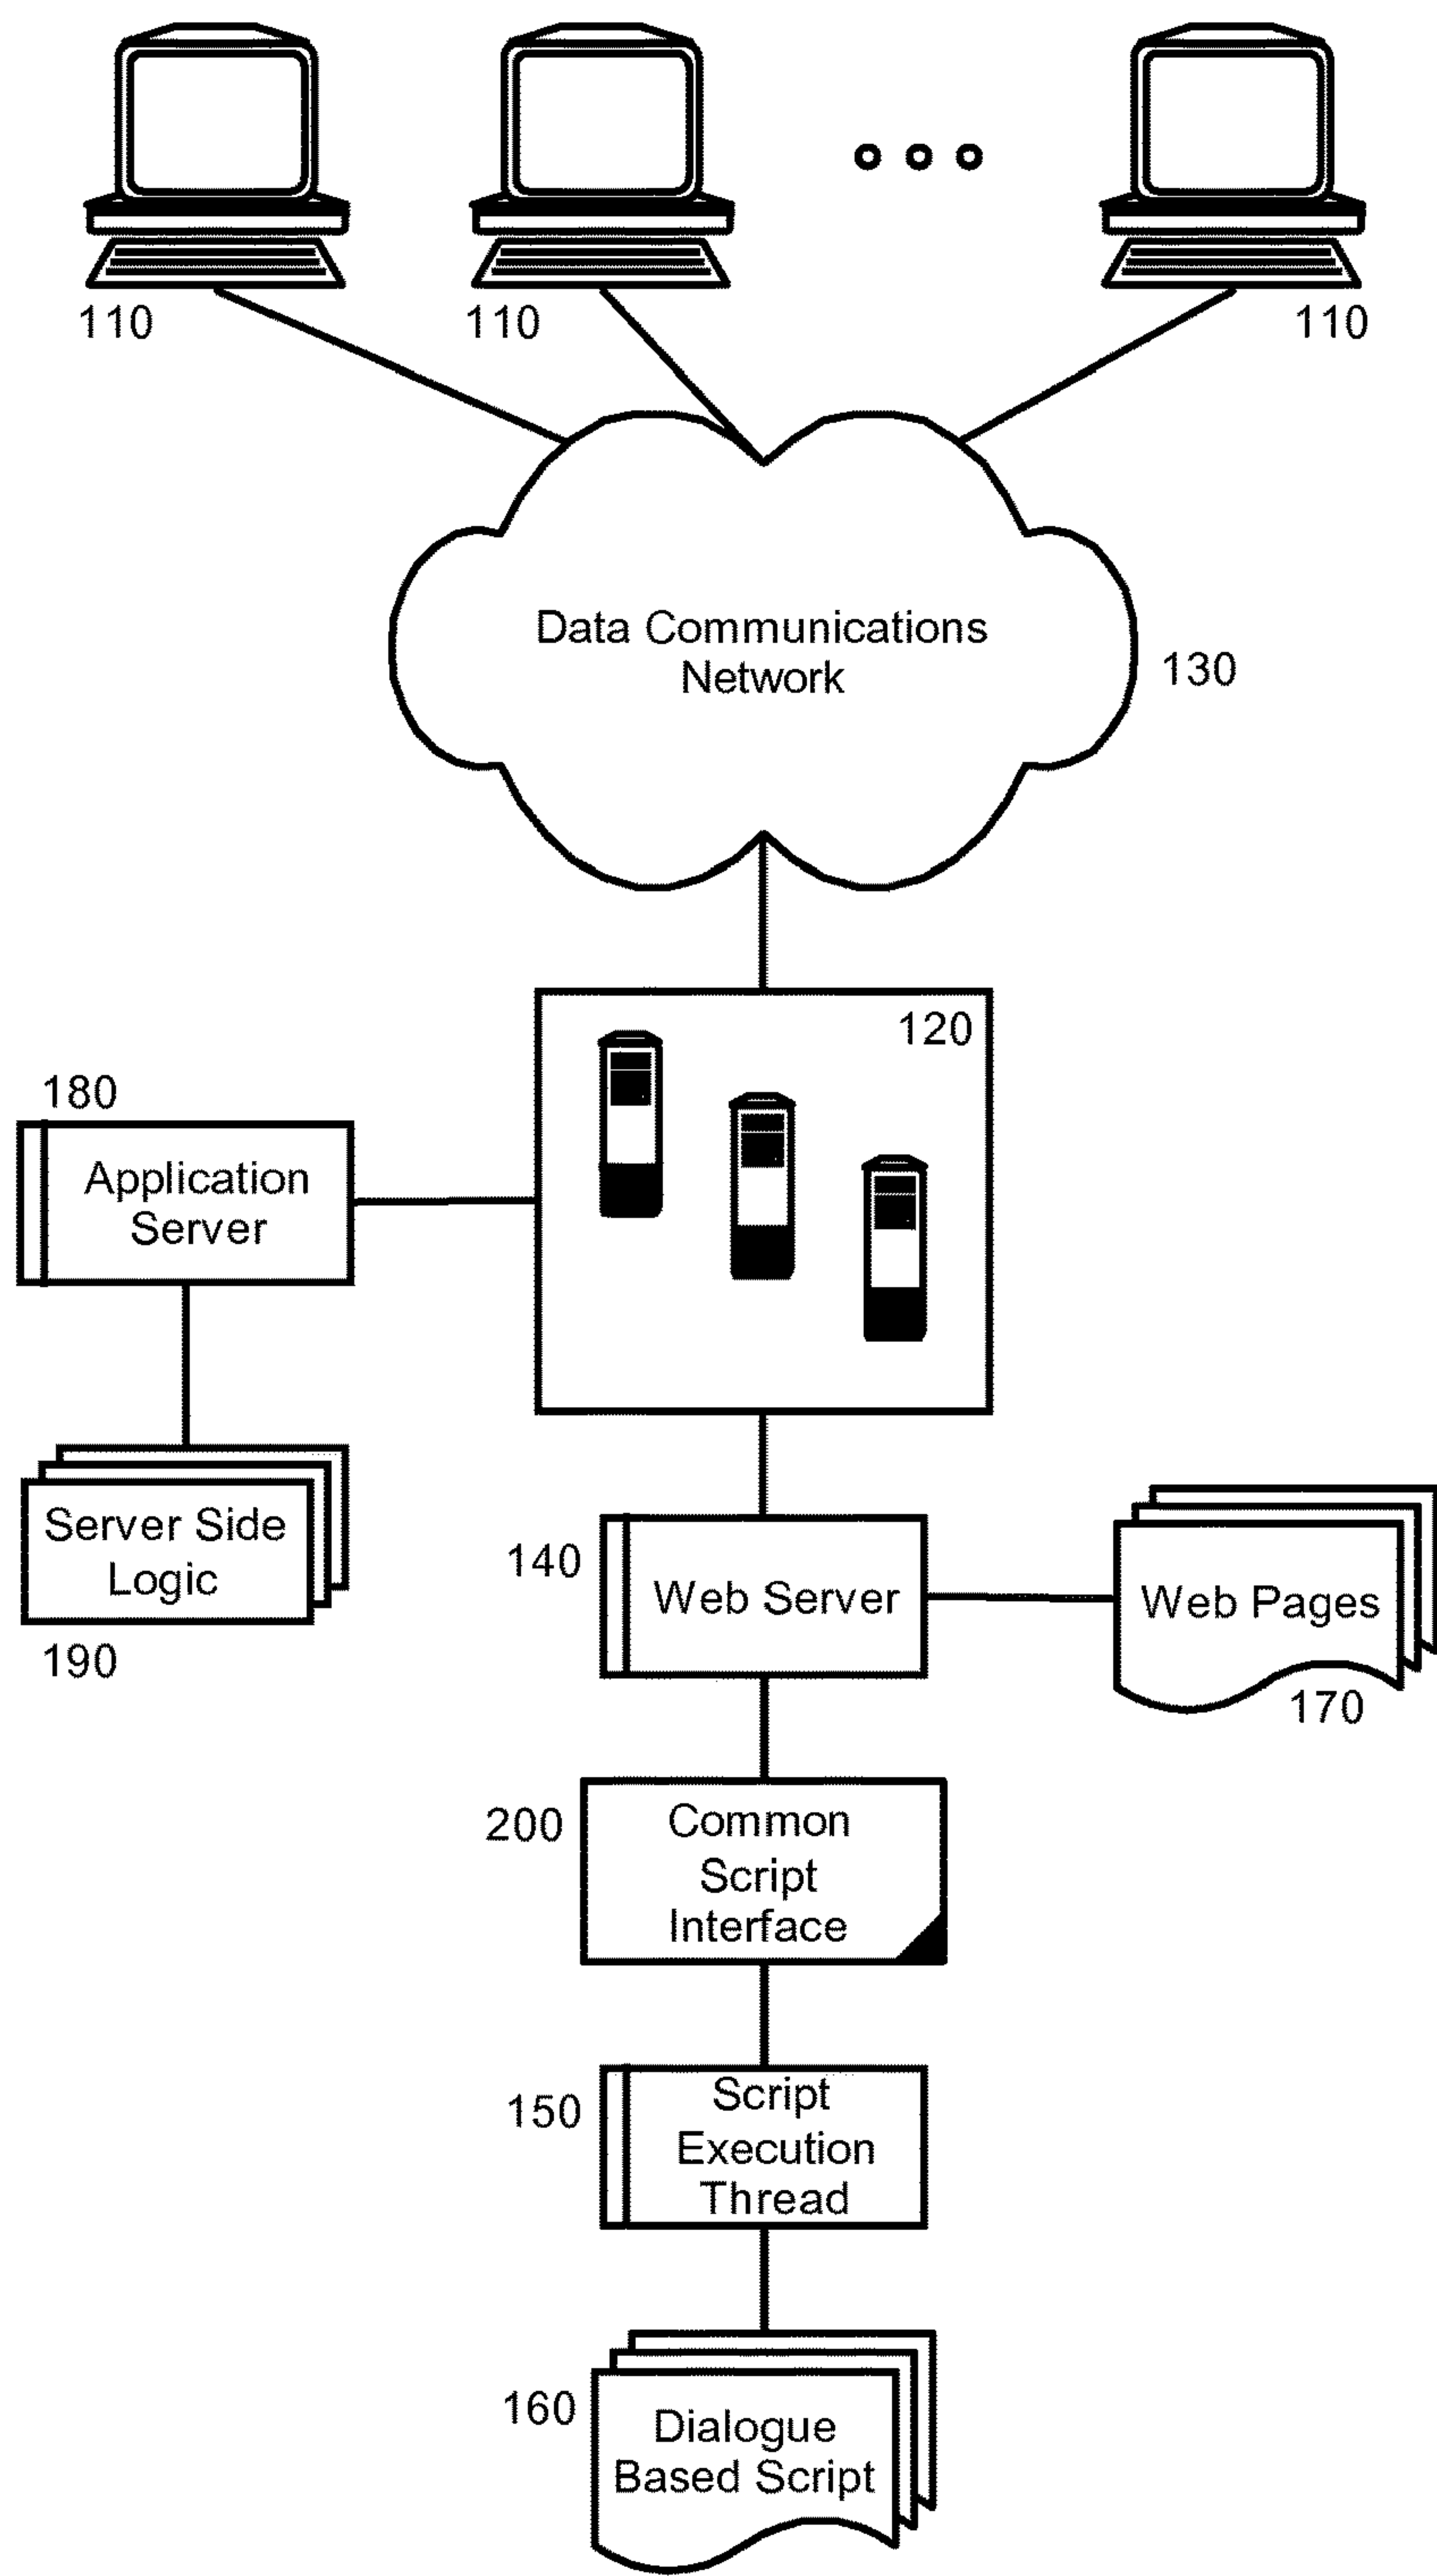 110
110
110
Data Communications
Network
130
120
180
Application
Server
Server Side
Logic
190
140
Web Server
Web Pages
170
200
Common
Script
Interface
150
Script
Execution
Thread
160
Dialogue
Based Script